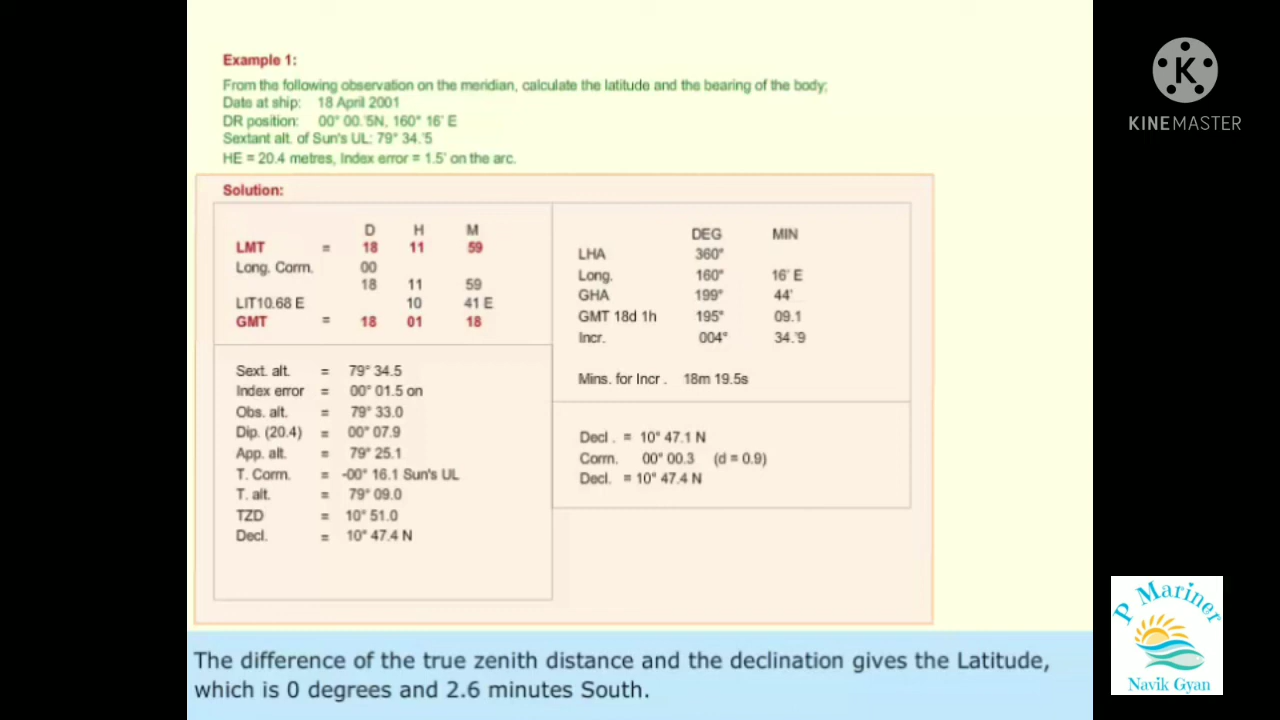 Example 1:
From the following observation on the meridian, calculate the latitude and the bearing of the body;
Date at ship: 18 April 2001
DR position: 00° 00.'5N, 160° 16' E
Sextant alt. of Sun's UL: 79° 34.'5
HE = 20.4 metres, Index error = 1.5' on the arc.
Solution:
D H M
LMT = 18 11 59
Long. Corrn. 00
18 11 59
LIT10.68 E 10 41 E
GMT = 18 01 18
Sext. alt. = 79° 34.5
Index error = 00° 01.5 on
Obs. alt. = 79° 33.0
Dip. (20.4) = 00° 07.9
App. alt. = 79° 25.1
T. Corrn. = -00° 16.1 Sun's UL
T. alt. = 79° 09.0
TZD = 10° 51.0
Decl. = 10° 47.4 N
DEG MIN
LHA 360°
Long. 160° 16' E
GHA 199° 44'
GMT 18d 1h 195° 09.1
Incr. 004° 34.'9
Mins. for Incr. 18m 19.5s
Decl. = 10° 47.1 N
Corrn. 00° 00.3 (d = 0.9)
Decl. = 10° 47.4 N
The difference of the true zenith distance and the declination gives the Latitude,
which is 0 degrees and 2.6 minutes South.
K
KINEMASTER
P Mariner
Navik Gyan